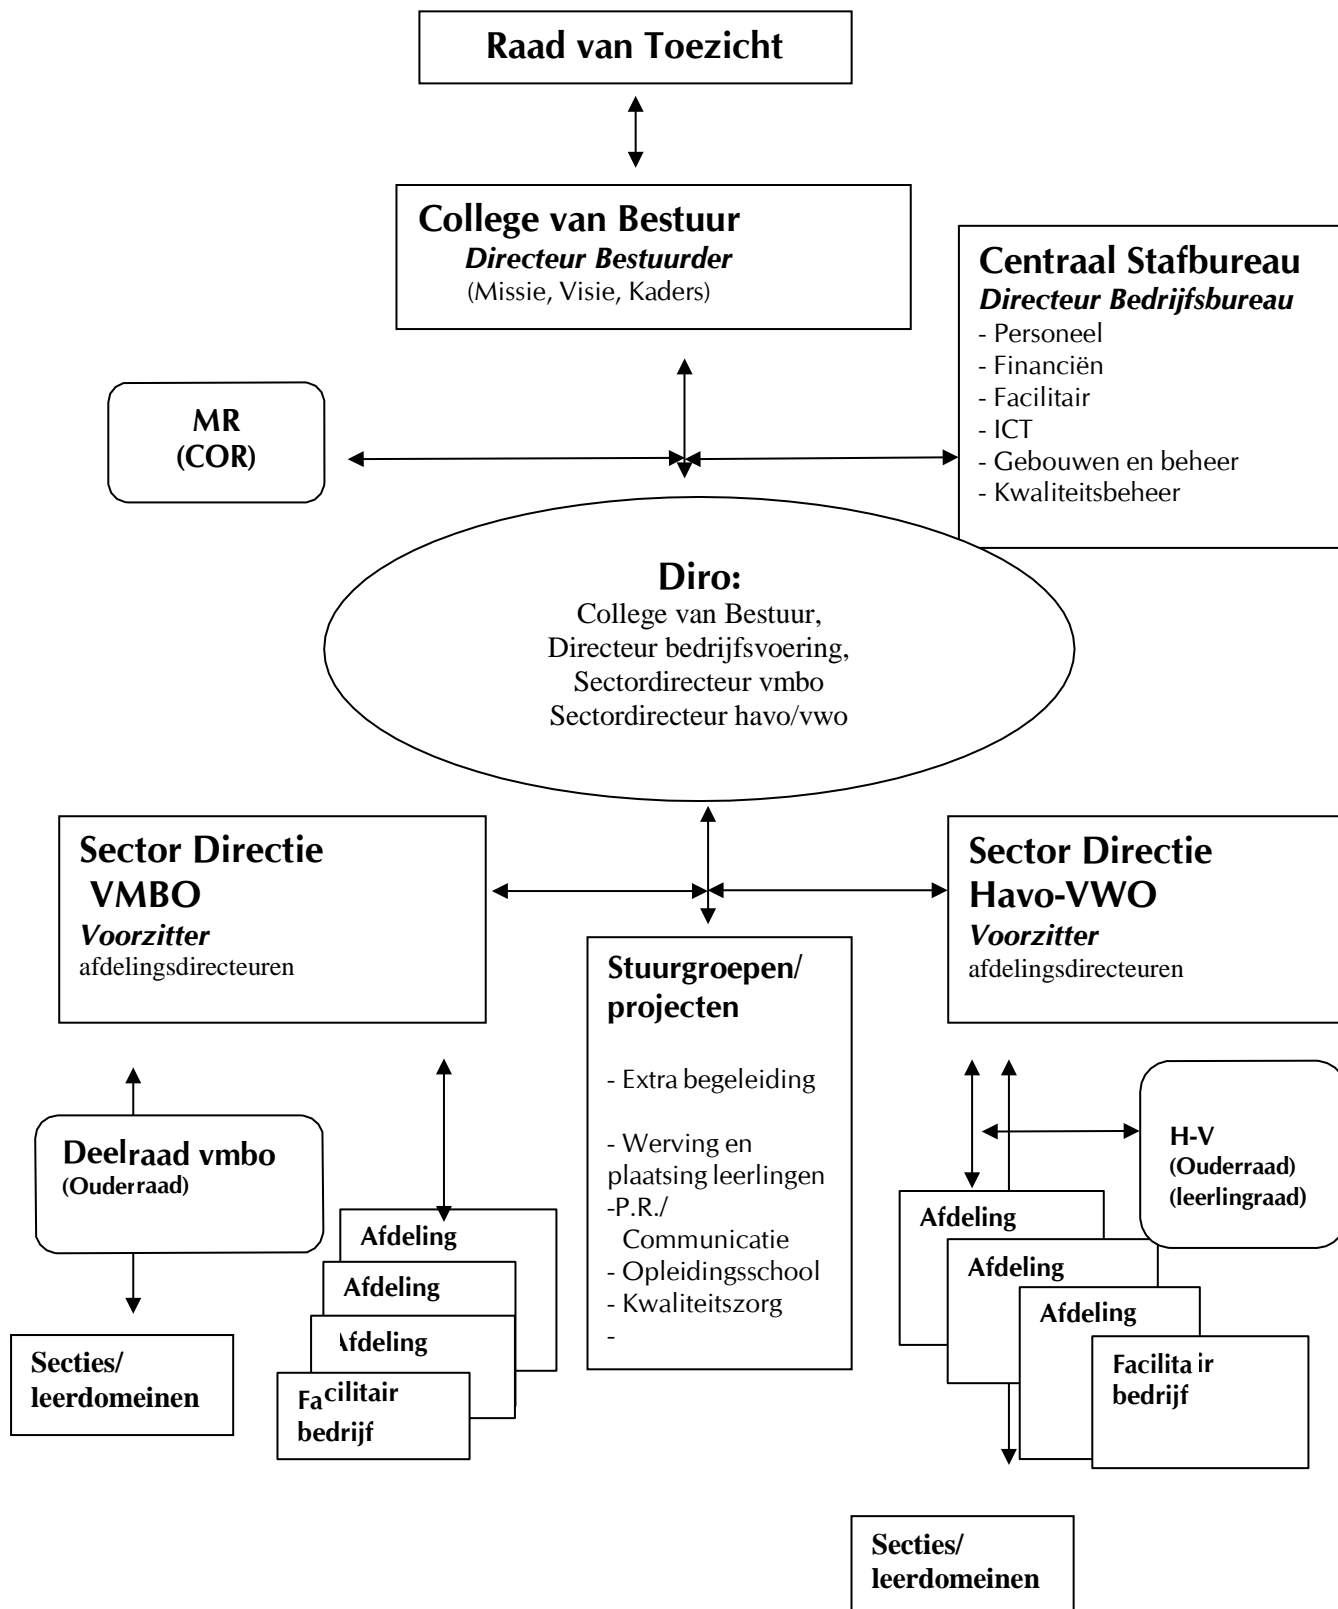 Raad van Toezicht
College van Bestuur
Directeur Bestuurder
(Missie, Visie, Kaders)
Centraal Stafbureau
Directeur Bedrijfsbureau
- Personeel
- Financiën
- Facilitair
- ICT
- Gebouwen en beheer
- Kwaliteitsbeheer
MR
(COR)
Diro:
College van Bestuur,
Directeur bedrijfsvoering,
Sectordirecteur vmbo
Sectordirecteur havo/vwo
Sector Directie
VMBO
Voorzitter
afdelingsdirecteuren
Stuurgroepen/
projecten
- Extra begeleiding
- Werving en
plaatsing leerlingen
-P.R./
Communicatie
- Opleidingsschool
- Kwaliteitszorg
-
Sector Directie
Havo-VWO
Voorzitter
afdelingsdirecteuren
Deelraad vmbo
(Ouderraad)
Afdeling
Afdeling
Afdeling
Facilitair
bedrijf
Secties/
leerdomeinen
H-V
(Ouderraad)
(leerlingraad)
Afdeling
Afdeling
Afdeling
Facilitair
bedrijf
Secties/
leerdomeinen